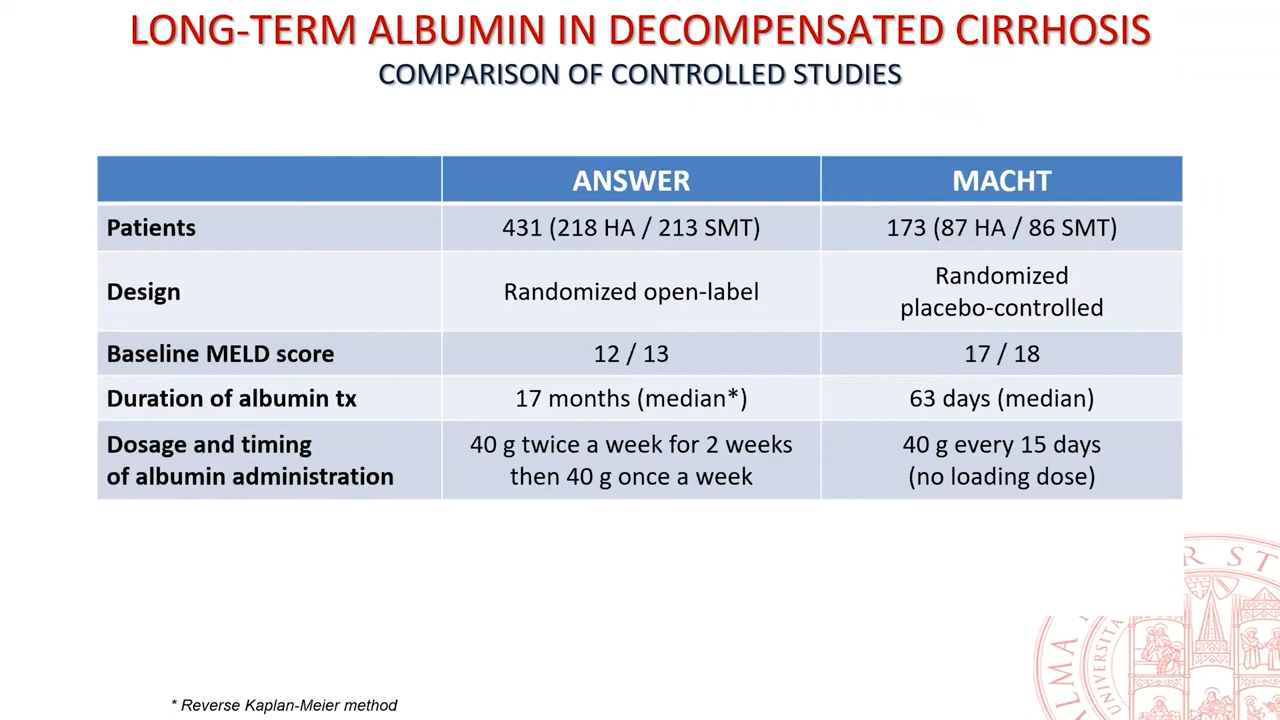 LONG-TERM ALBUMIN IN DECOMPENSATED CIRRHOSIS
COMPARISON OF CONTROLLED STUDIES
ANSWER MACHT
Patients 431 (218 HA / 213 SMT) 173 (87 HA / 86 SMT)
Design Randomized open-label Randomized
placebo-controlled
Baseline MELD score 12 / 13 17 / 18
Duration of albumin tx 17 months (median*) 63 days (median)
Dosage and timing 40 g twice a week for 2 weeks 40 g every 15 days
of albumin administration then 40 g once a week (no loading dose)
* Reverse Kaplan-Meier method